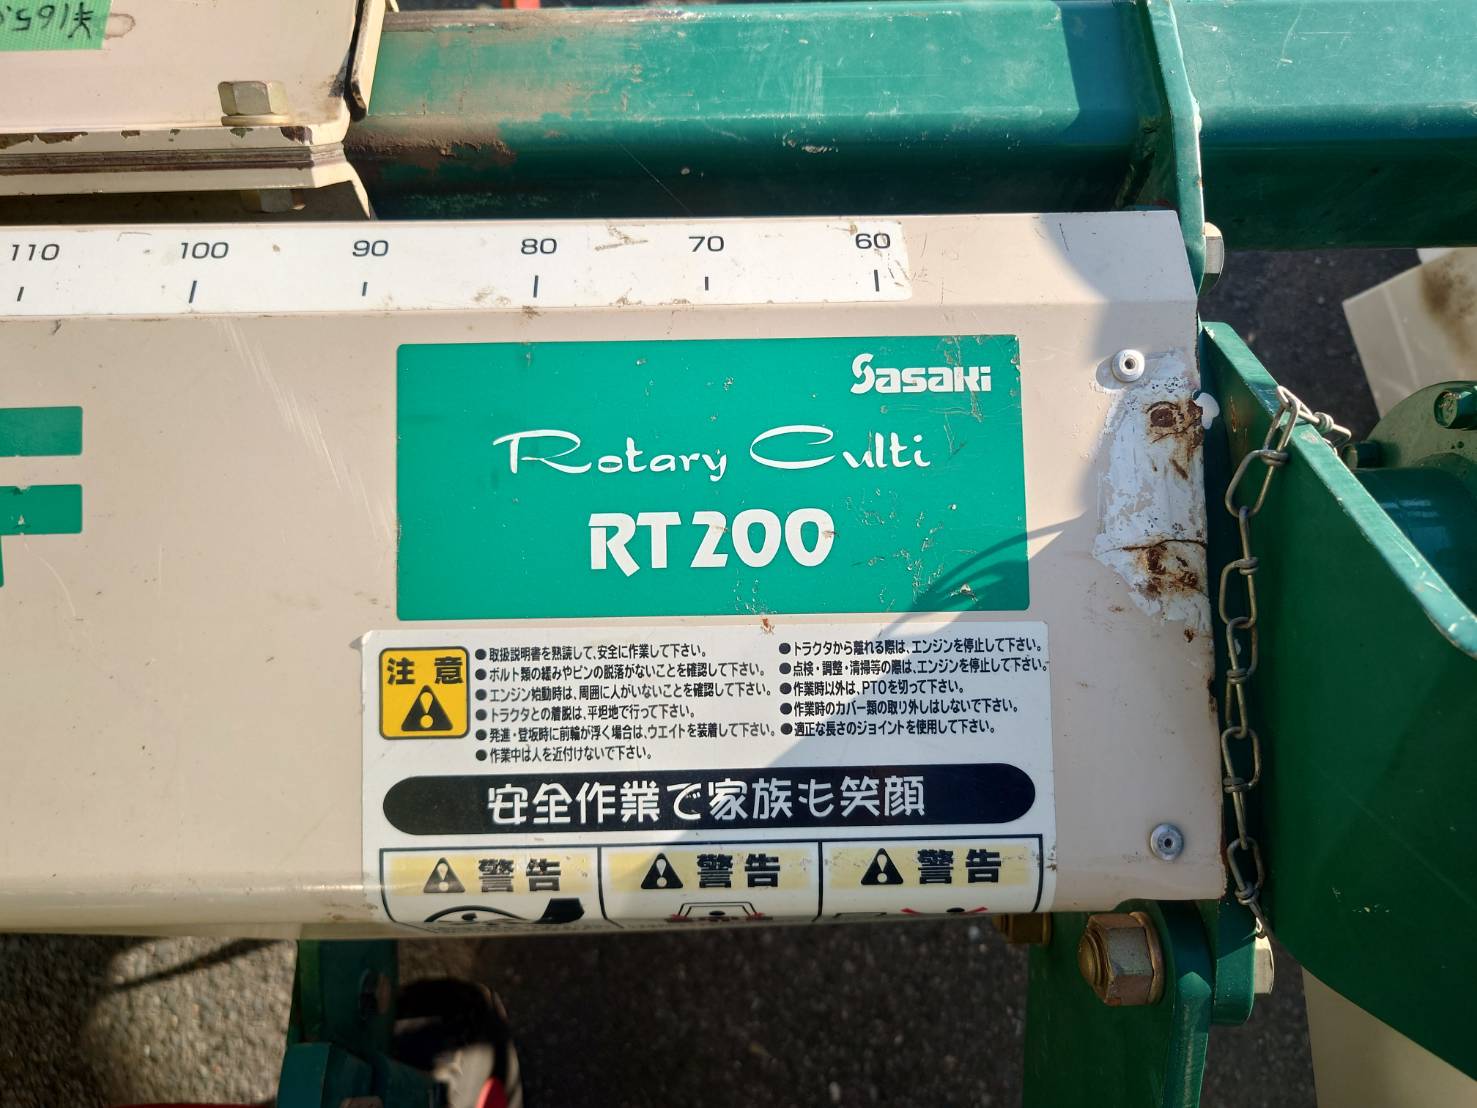 110 100 90 80 70 60
Sasaki
Rotary Culti
RT200
注意
●取扱説明書を熟読して、安全に作業して下さい。
●ボルト類の緩みやピンの脱落がないことを確認して下さい。
●エンジン始動時は、周囲に人がいないことを確認して下さい。
●トラクタとの着脱は、平坦地で行って下さい。
●発進・登坂時に前輪が浮く場合は、ウエイトを装着して下さい。
●作業中は人を近付けないで下さい。
●トラクタから離れる際は、エンジンを停止して下さい。
●点検・調整・清掃等の際は、エンジンを停止して下さい。
●作業時以外は、PTOを切って下さい。
●作業時のカバー類の取り外しはしないで下さい。
●適正な長さのジョイントを使用して下さい。
安全作業で家族も笑顔
警告 警告 警告